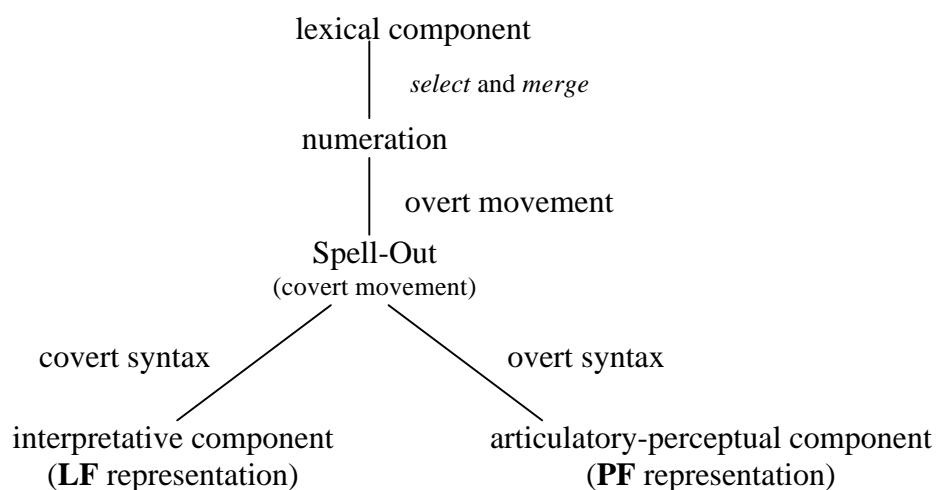 lexical component
select and merge
numeration
overt movement
Spell-Out
(covert movement)
covert syntax
overt syntax
interpretative component
(LF representation)
articulatory-perceptual component
(PF representation)